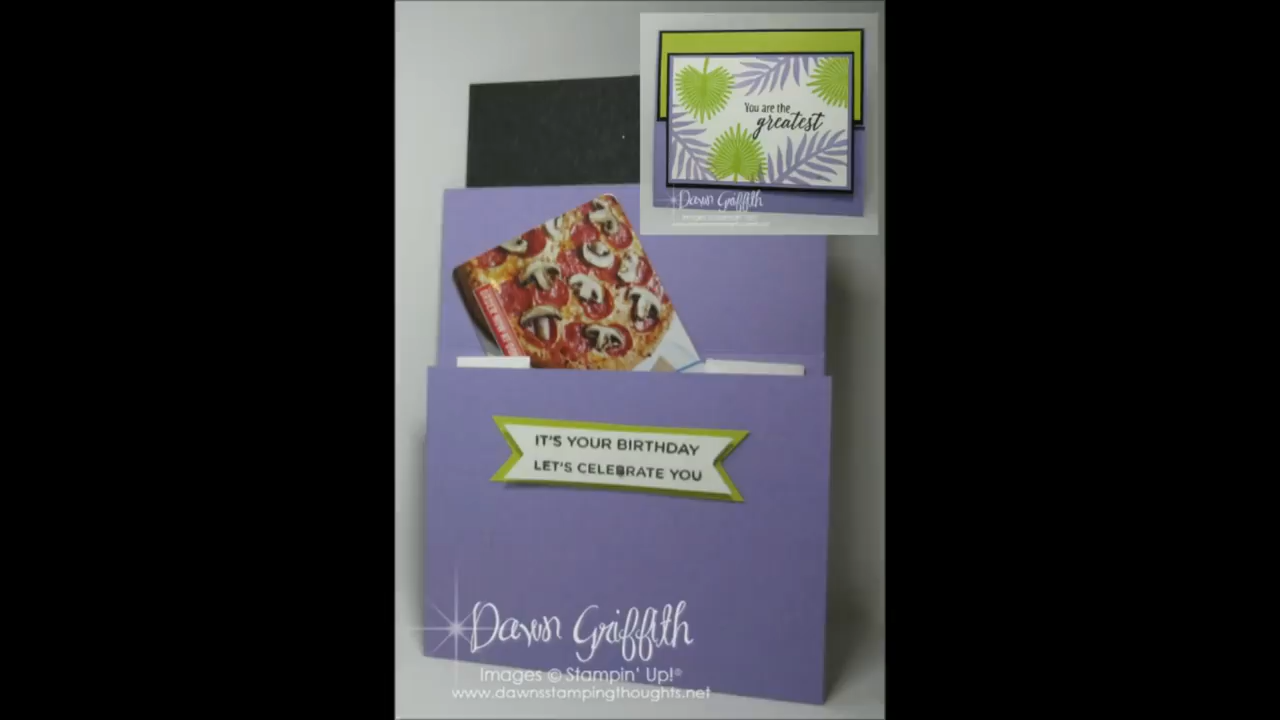 You are the
greatest
Dawn Griffith
IT'S YOUR BIRTHDAY
LET'S CELEBRATE YOU
Dawn Griffith
Images © Stampin' Up!®
www.dawnsstampingthoughts.net